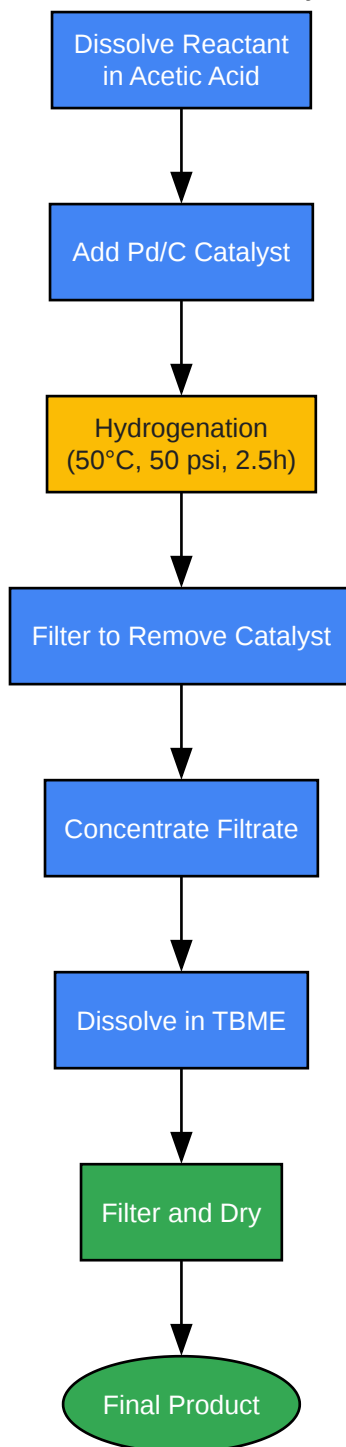 Dissolve Reactant
in Acetic Acid
Add Pd/C Catalyst
Hydrogenation
(50°C, 50 psi, 2.5h)
Filter to Remove Catalyst
Concentrate Filtrate
Dissolve in TBME
Filter and Dry
Final Product